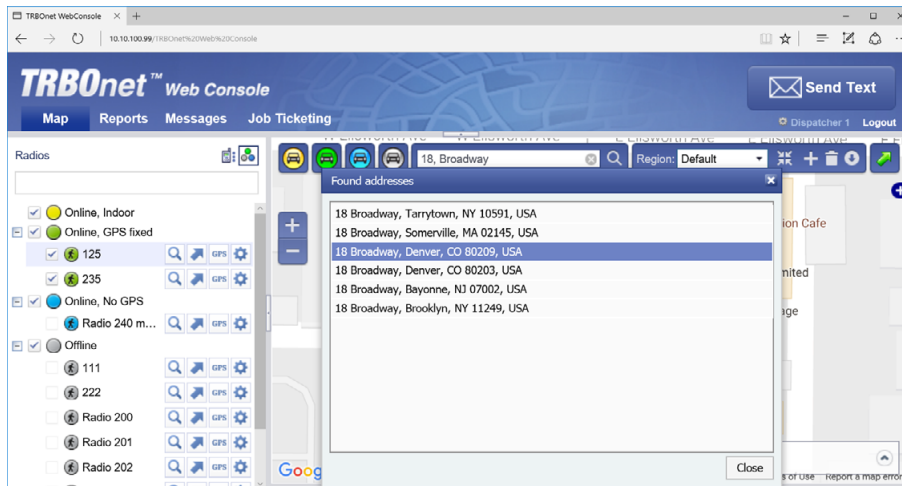 TRBOnet WebConsole
10.10.100.99/TRBOnet%20Web%20Console
TRBOnet™ Web Console
Send Text
Map Reports Messages Job Ticketing
Dispatcher 1 Logout
Radios
18, Broadway
Region: Default
Found addresses
18 Broadway, Tarrytown, NY 10591, USA
18 Broadway, Somerville, MA 02145, USA
18 Broadway, Denver, CO 80209, USA
18 Broadway, Denver, CO 80203, USA
18 Broadway, Bayonne, NJ 07002, USA
18 Broadway, Brooklyn, NY 11249, USA
Close
Online, Indoor
Online, GPS fixed
125 GPS
235 GPS
Online, No GPS
Radio 240 m... GPS
Offline
111 GPS
222 GPS
Radio 200 GPS
Radio 201 GPS
Radio 202 GPS
ion Cafe
mited
age
Goog
s of Use Report a map error